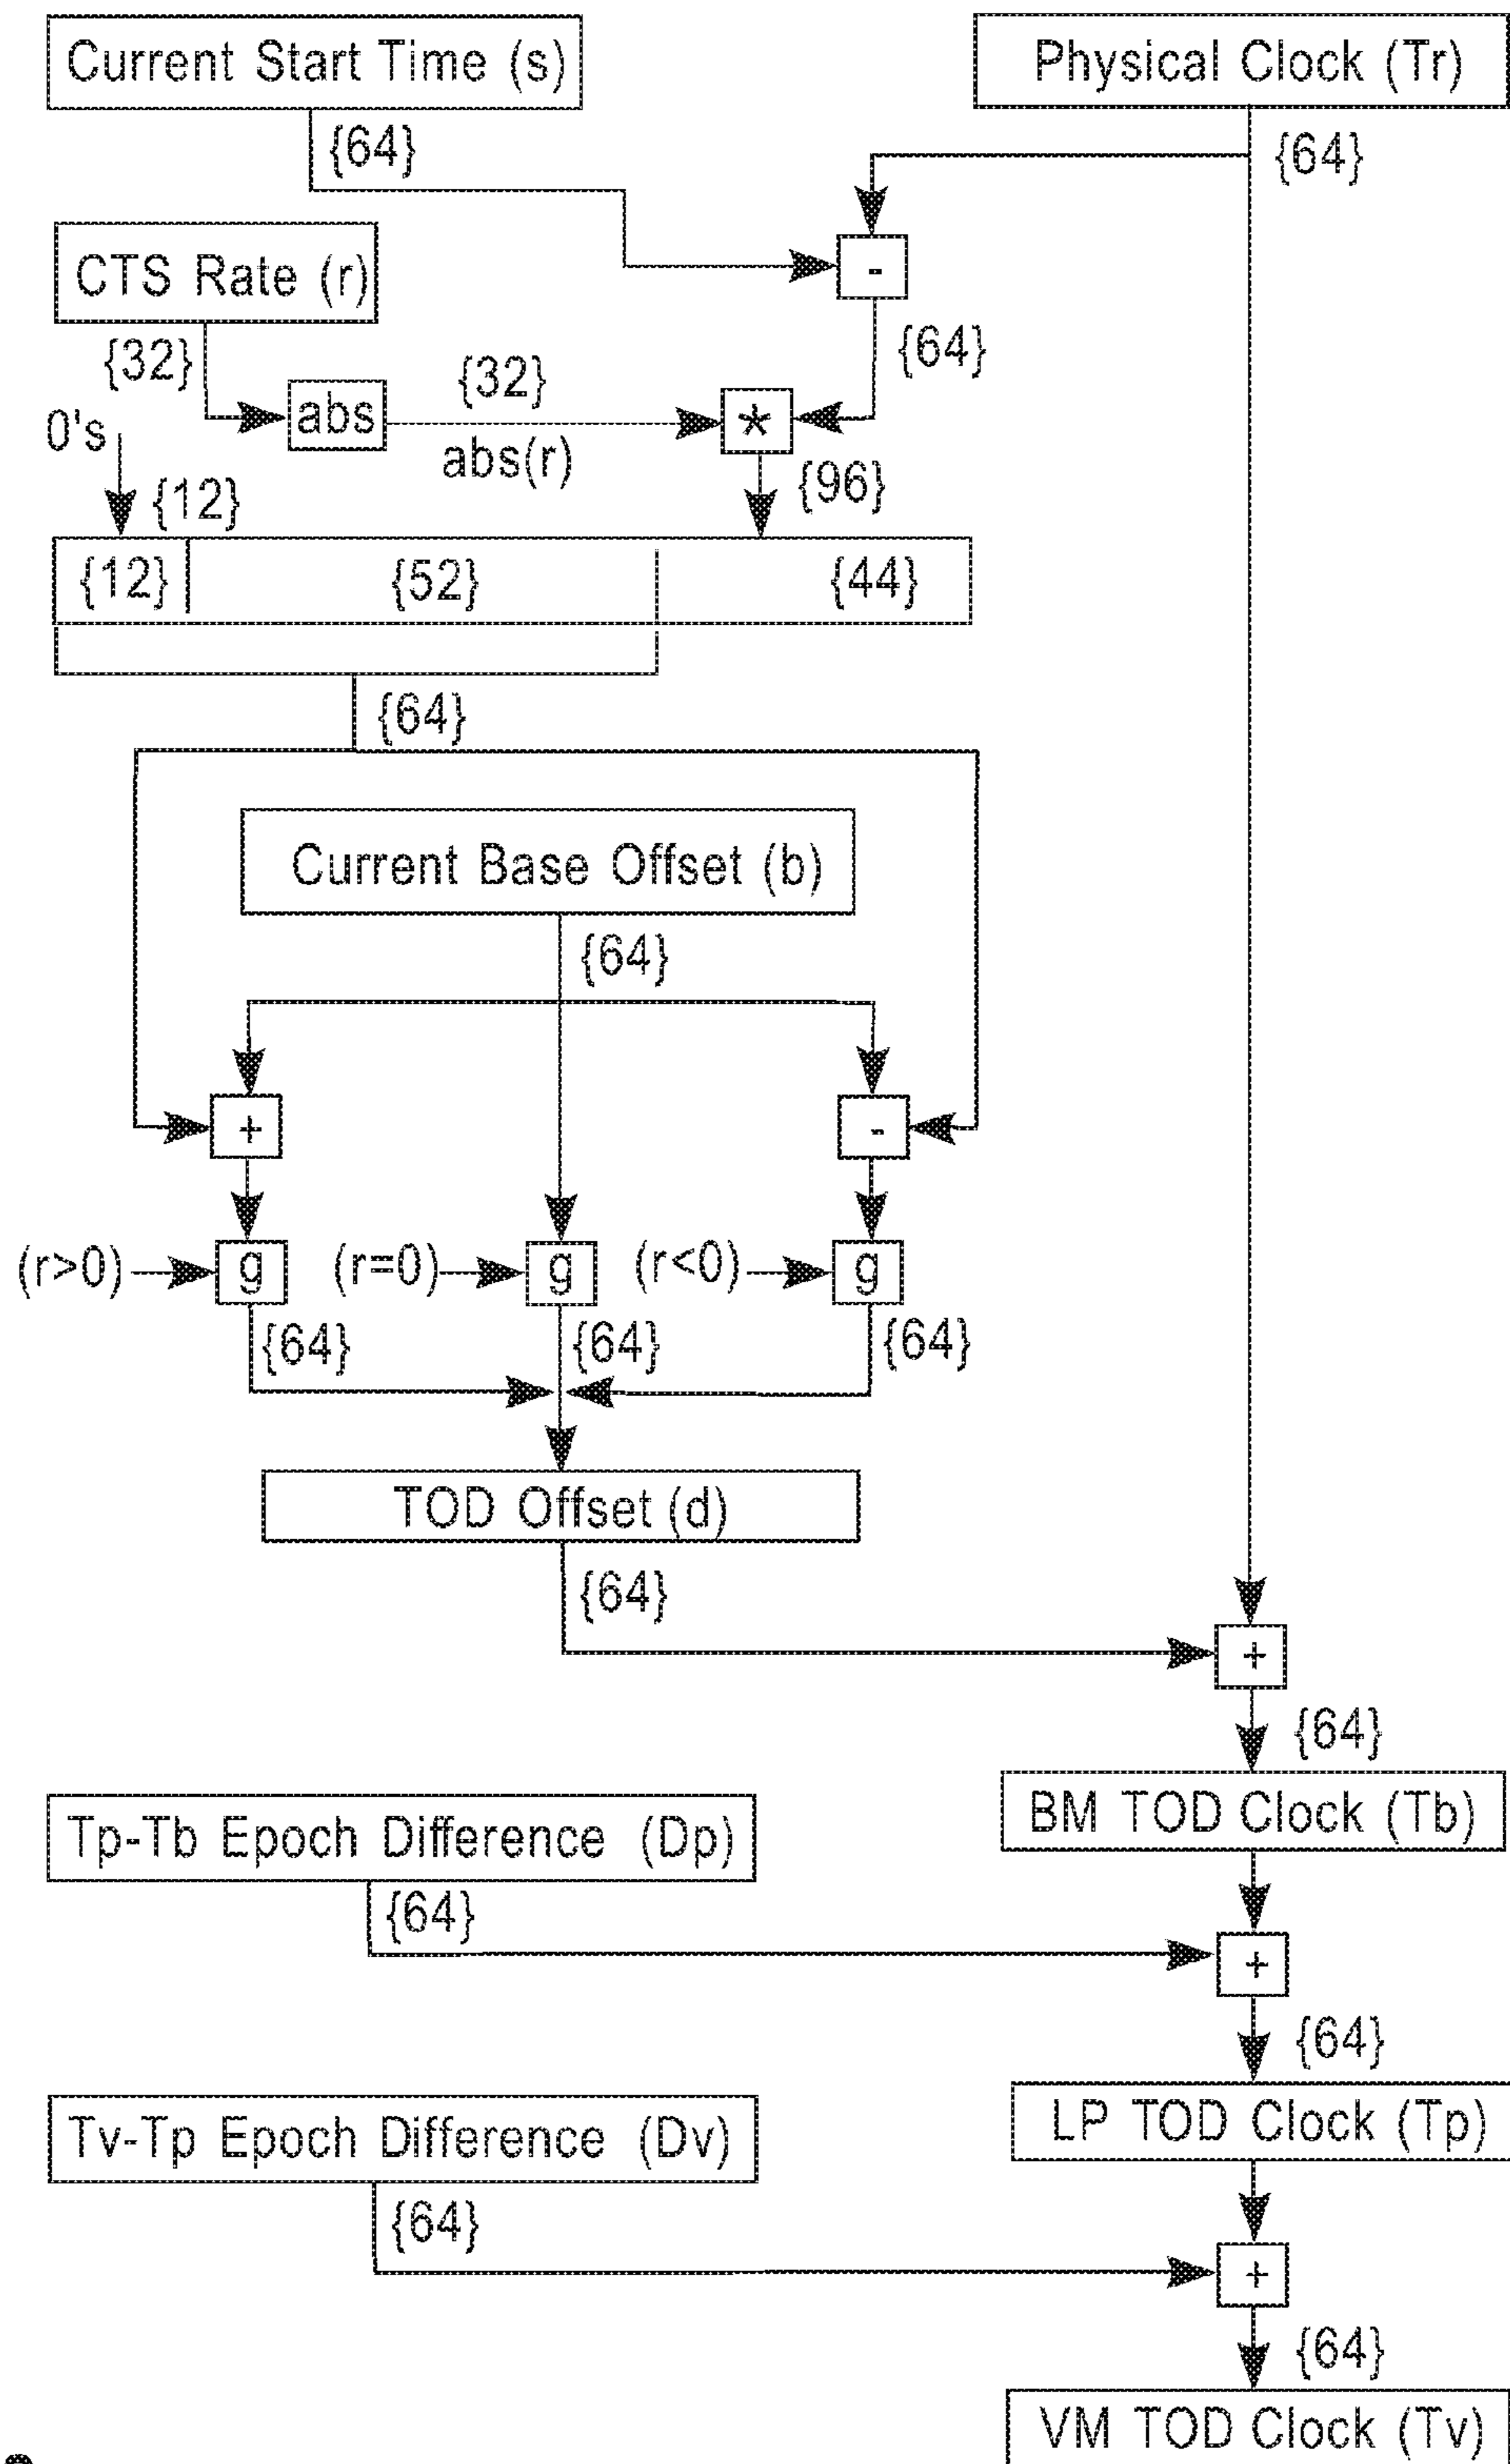 Current Start Time (s)
Physical Clock (Tr)
{64}
{64}
CTS Rate (r)
-
{32}
{32}
{64}
abs
*
0's
abs(r)
{96}
{12}
{12}
{52}
{44}
{64}
Current Base Offset (b)
{64}
+
-
(r>0)
g
(r=0)
g
(r<0)
g
{64}
{64}
{64}
TOD Offset (d)
{64}
+
{64}
BM TOD Clock (Tb)
Tp-Tb Epoch Difference (Dp)
{64}
+
{64}
LP TOD Clock (Tp)
Tv-Tp Epoch Difference (Dv)
{64}
+
{64}
VM TOD Clock (Tv)